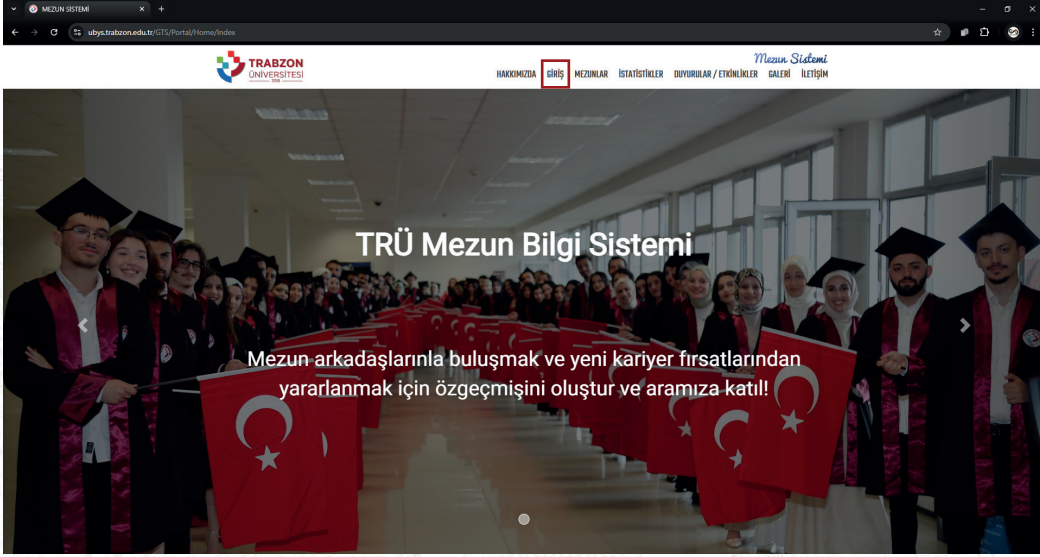 MEZUN SİSTEMİ
ubys.trabzon.edu.tr/GTS/Portal/Home/Index
TRABZON
ÜNİVERSİTESİ
Mezun Sistemi
HAKKIMIZDA GİRİŞ MEZUNLAR İSTATİSTİKLER DUYURULAR / ETKİNLİKLER GALERİ İLETİŞİM
TRÜ Mezun Bilgi Sistemi
Mezun arkadaşlarınla buluşmak ve yeni kariyer fırsatlarından
yararlanmak için özgeçmişini oluştur ve aramıza katıl!